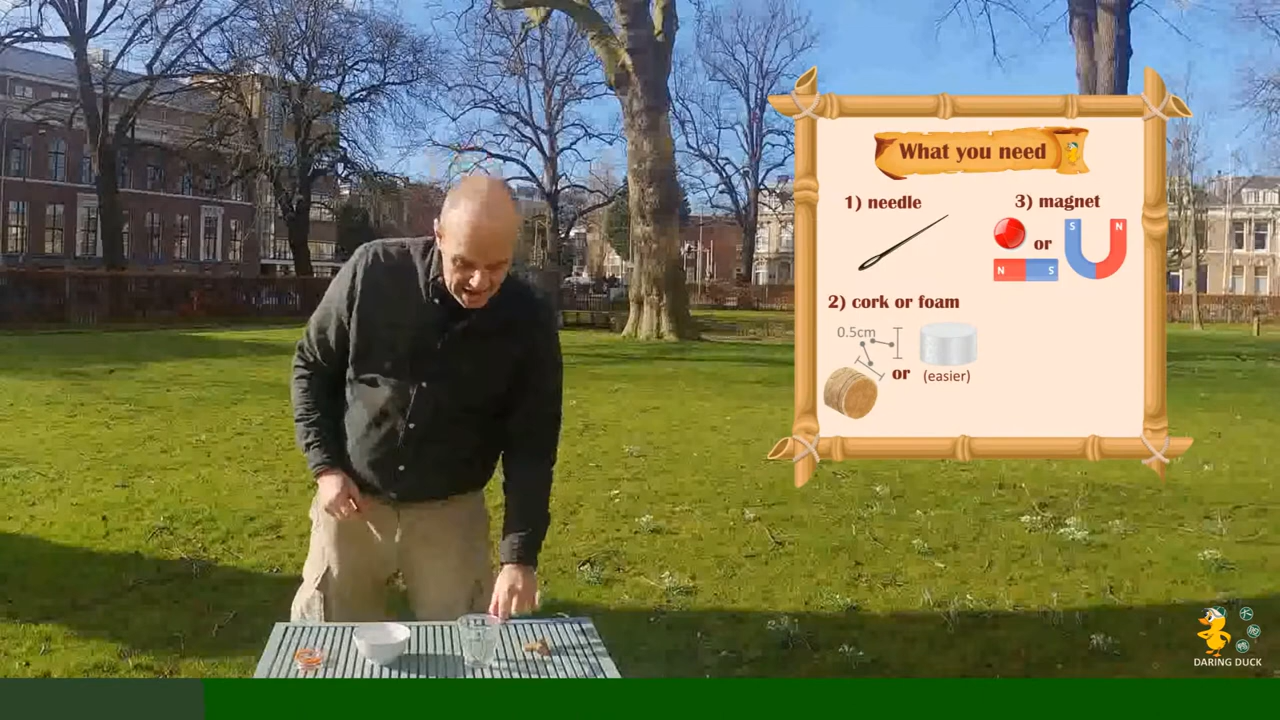 What you need
1) needle
3) magnet
S N
or
N S
2) cork or foam
0.5cm
or
(easier)
DARING DUCK